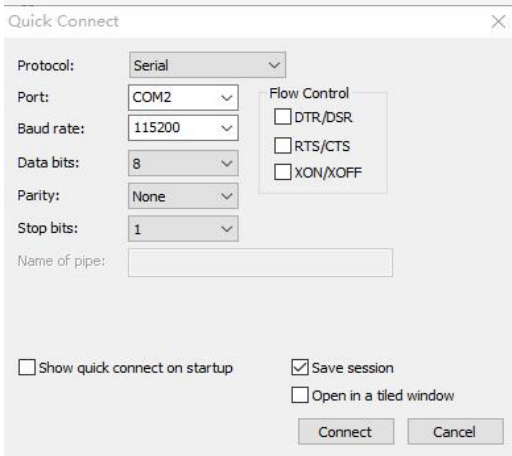 Quick Connect
Protocol: Serial
Port: COM2
Baud rate: 115200
Data bits: 8
Parity: None
Stop bits: 1
Name of pipe:
Flow Control
DTR/DSR
RTS/CTS
XON/XOFF
Show quick connect on startup
Save session
Open in a tiled window
Connect
Cancel